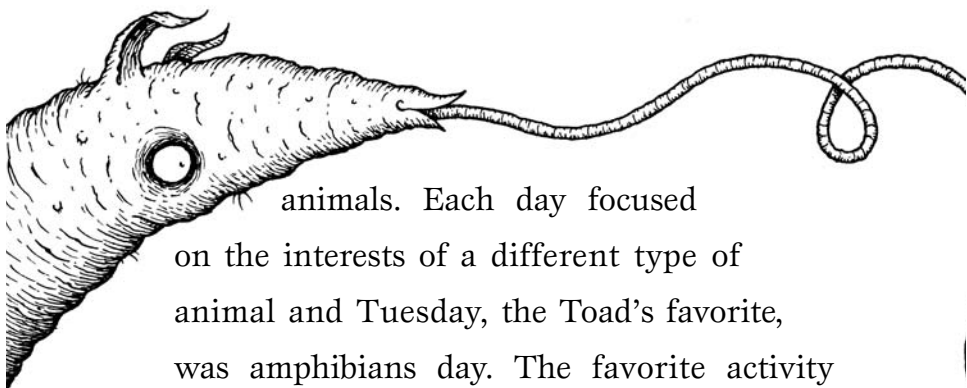 animals. Each day focused
on the interests of a different type of
animal and Tuesday, the Toad’s favorite,
was amphibians day. The favorite activity